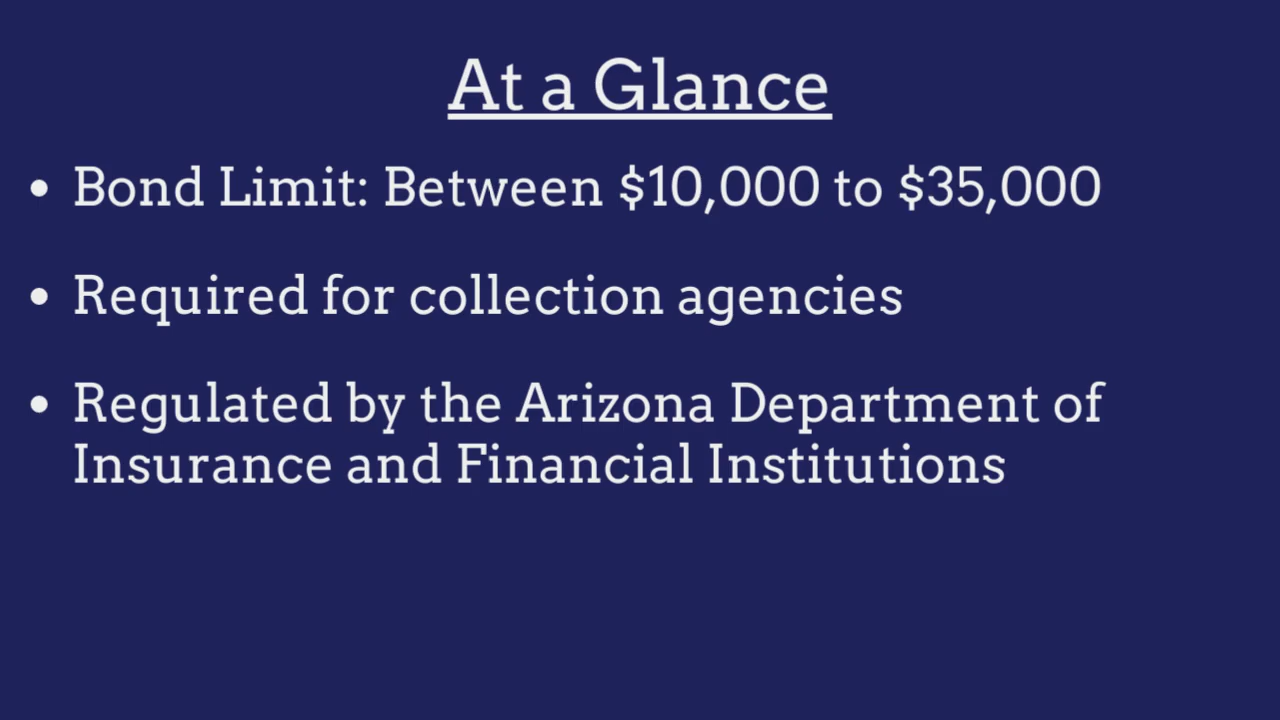 At a Glance
• Bond Limit: Between $10,000 to $35,000
• Required for collection agencies
• Regulated by the Arizona Department of
Insurance and Financial Institutions